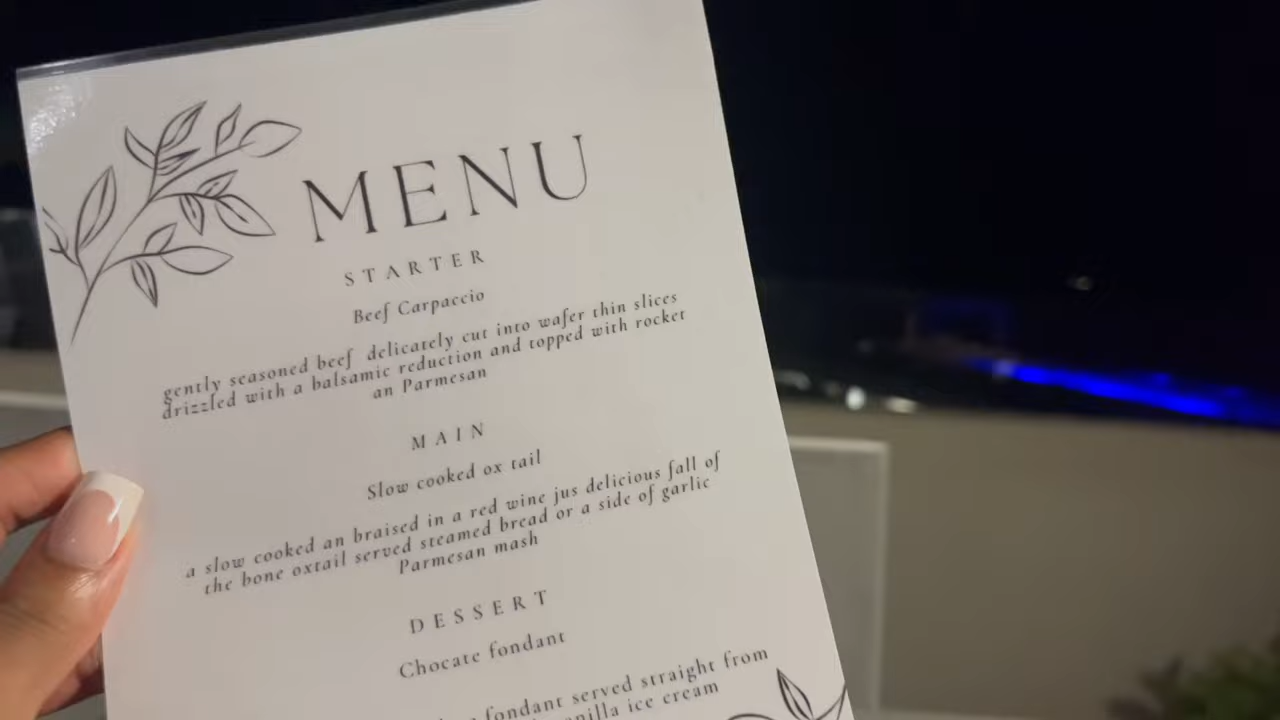 MENU
STARTER
Beef Carpaccio
gently seasoned beef delicately cut into wafer thin slices
drizzled with a balsamic reduction and topped with rocket
an Parmesan
MAIN
Slow cooked ox tail
a slow cooked an braised in a red wine jus delicious fall of
the bone oxtail served steamed bread or a side of garlic
Parmesan mash
DESSERT
Chocate fondant
fondant served straight from
vanilla ice cream